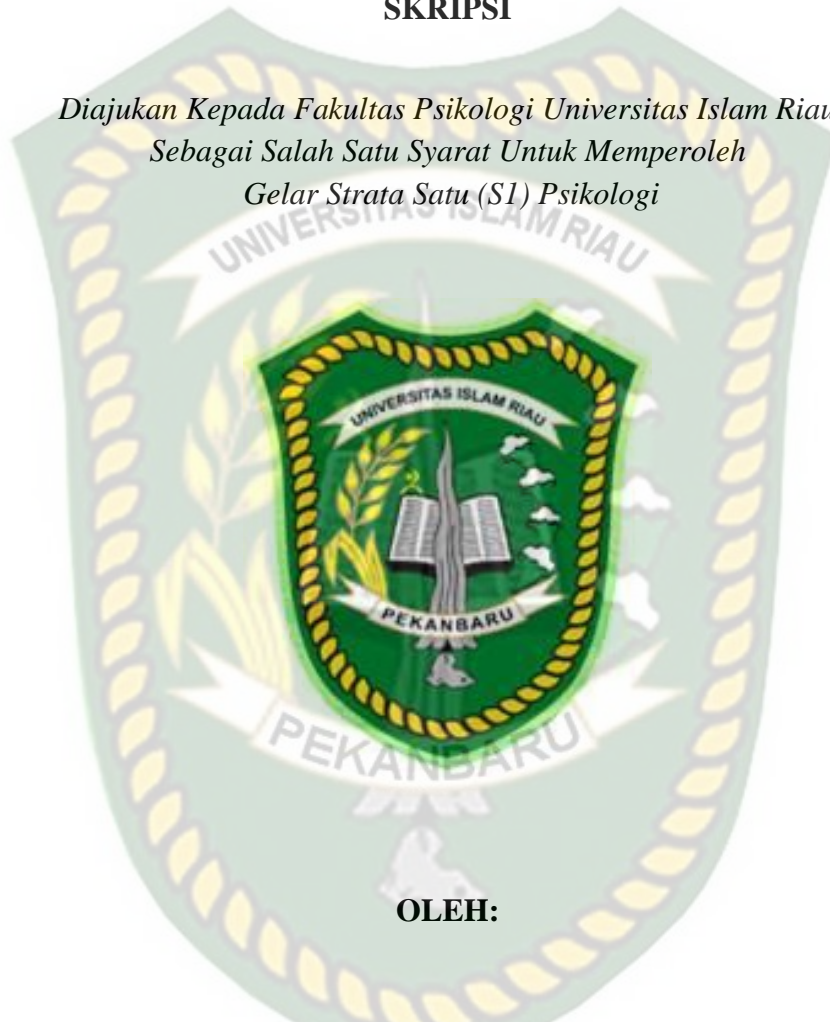 SKRIPSI
Diajukan Kepada Fakultas Psikologi Universitas Islam Riau
Sebagai Salah Satu Syarat Untuk Memperoleh
Gelar Strata Satu (S1) Psikologi
UNIVERSITAS ISLAM RIAU
UNIVERSITAS ISLAM RIAU
PEKANBARU
PEKANBARU
OLEH: